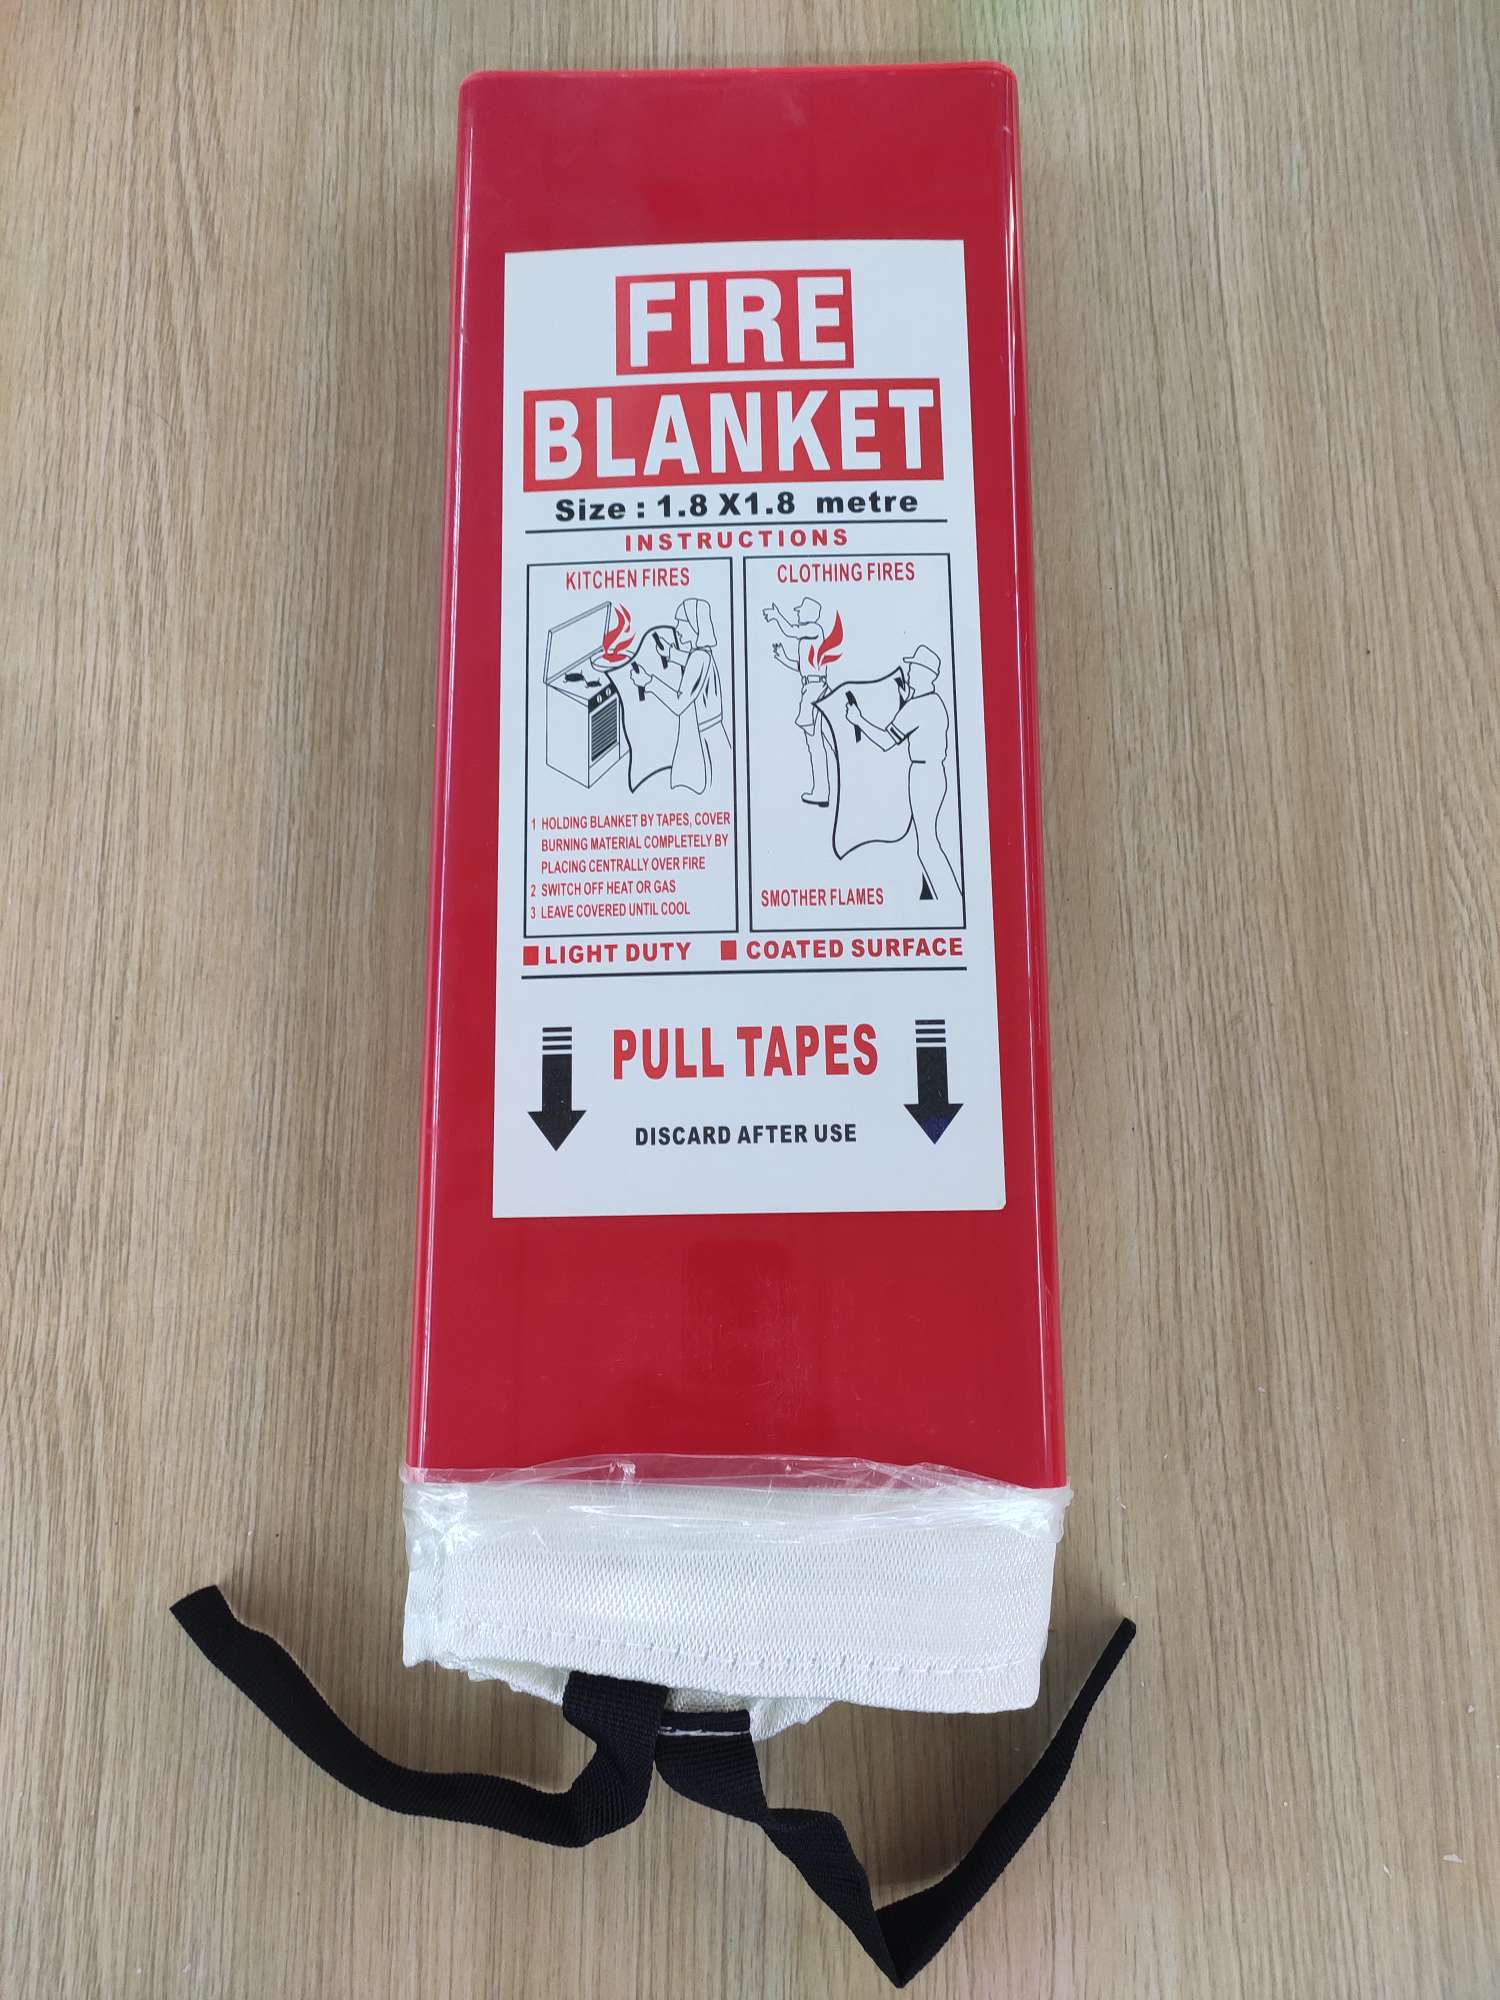 FIRE
BLANKET
Size : 1.8 X1.8 metre
INSTRUCTIONS
KITCHEN FIRES
1 HOLDING BLANKET BY TAPES, COVER
BURNING MATERIAL COMPLETELY BY
PLACING CENTRALLY OVER FIRE
2 SWITCH OFF HEAT OR GAS
3 LEAVE COVERED UNTIL COOL
CLOTHING FIRES
SMOTHER FLAMES
LIGHT DUTY COATED SURFACE
PULL TAPES
DISCARD AFTER USE